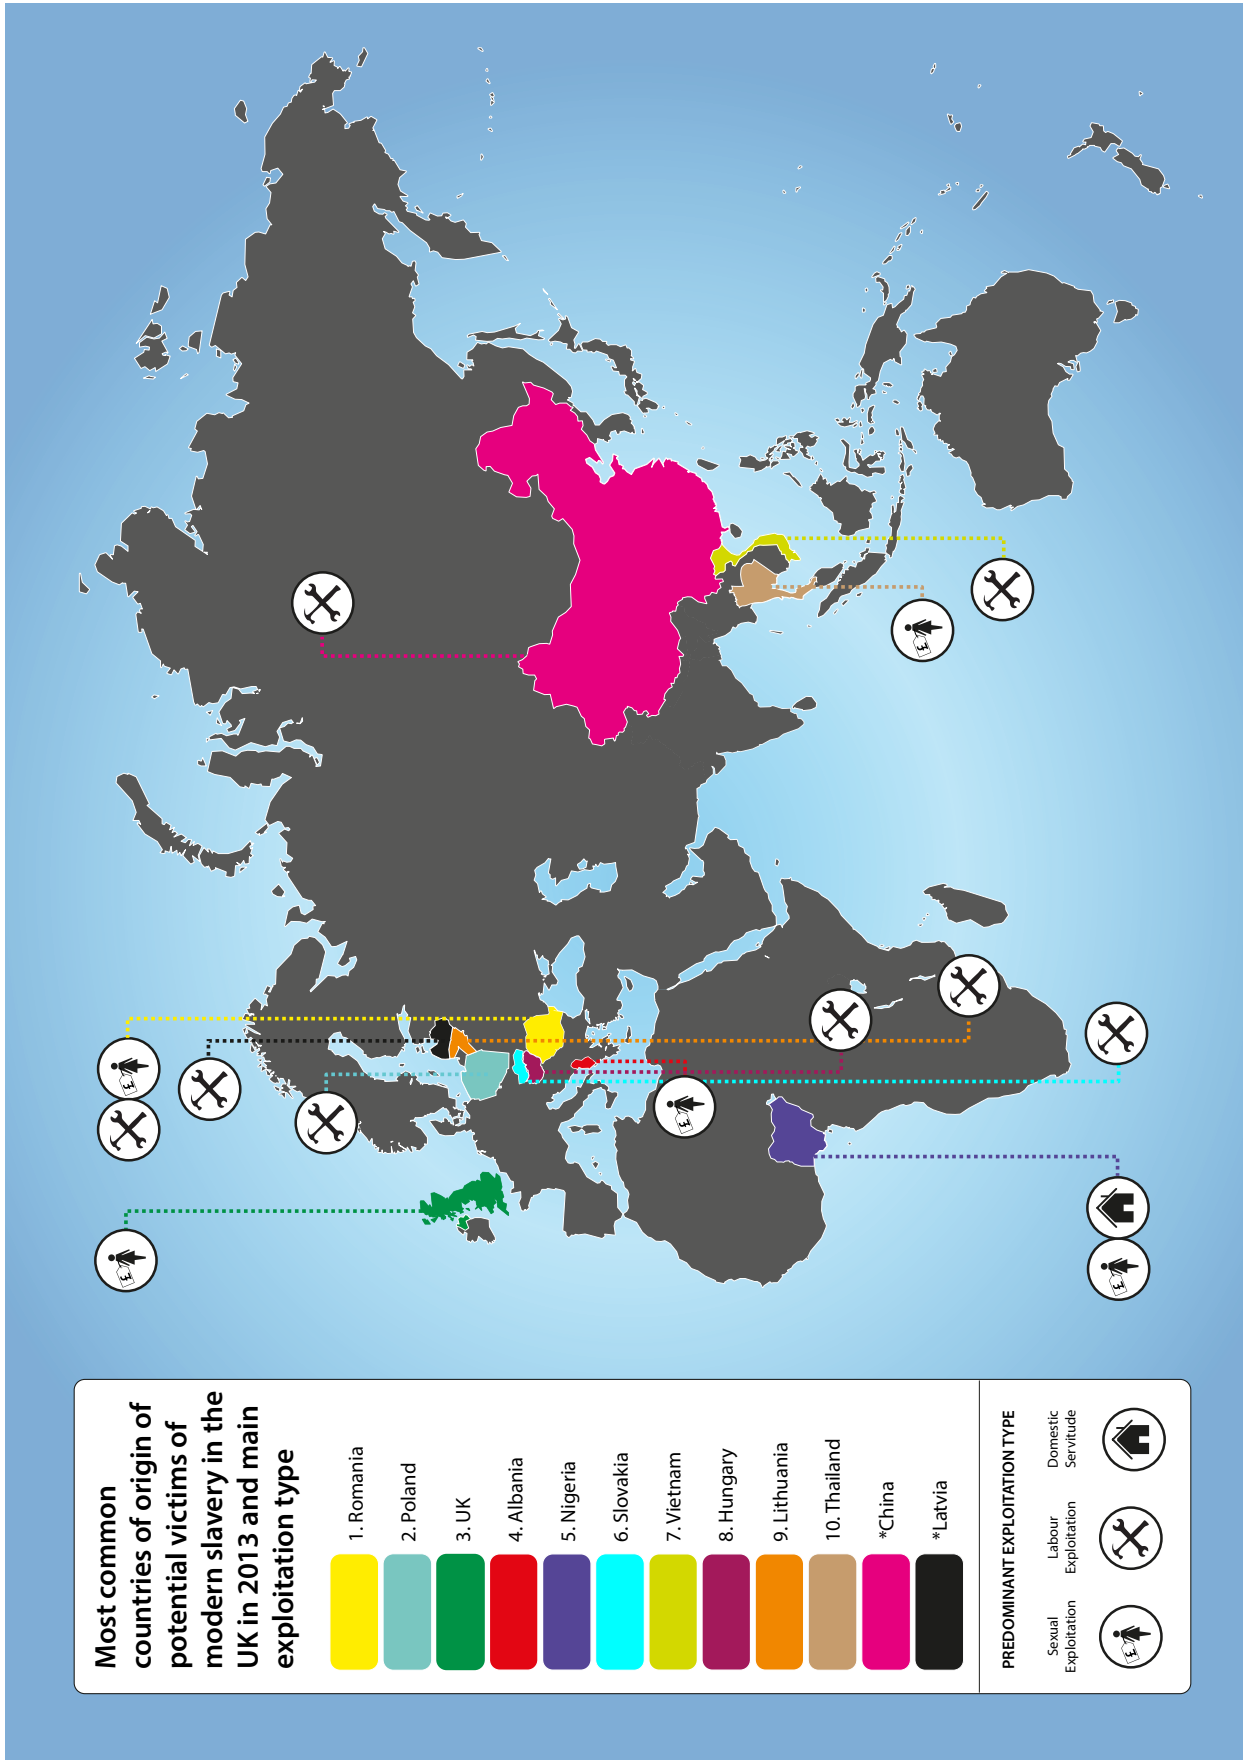 Most common
countries of origin of
potential victims of
modern slavery in the
UK in 2013 and main
exploitation type
1. Romania
2. Poland
3. UK
4. Albania
5. Nigeria
6. Slovakia
7. Vietnam
8. Hungary
9. Lithuania
10. Thailand
*China
*Latvia
PREDOMINANT EXPLOITATION TYPE
Sexual
Exploitation
Labour
Exploitation
Domestic
Servitude
£
£
£
£
£
£